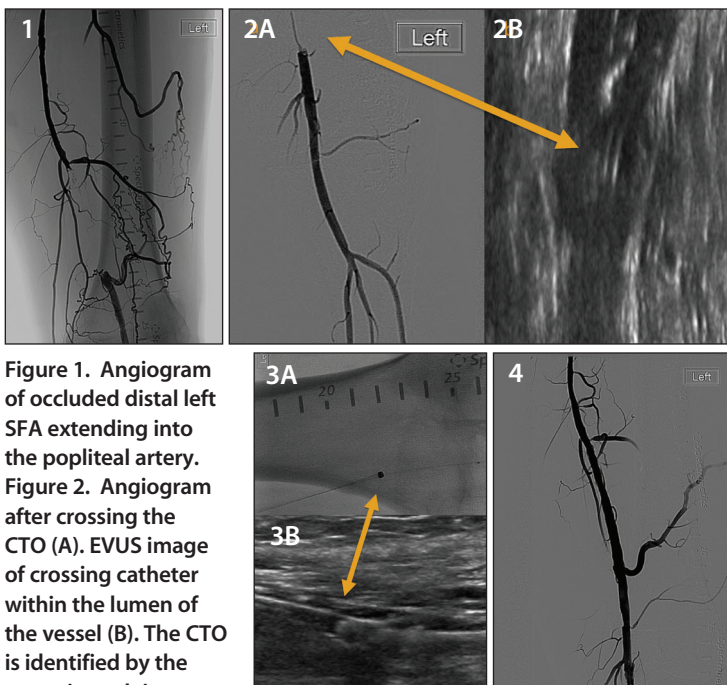 1
Left
2A
Left
2B
Figure 1. Angiogram
of occluded distal left
SFA extending into
the popliteal artery.
Figure 2. Angiogram
after crossing the
CTO (A). EVUS image
of crossing catheter
within the lumen of
the vessel (B). The CTO
is identified by the
3A
20
25
Sp
3B
4
Left